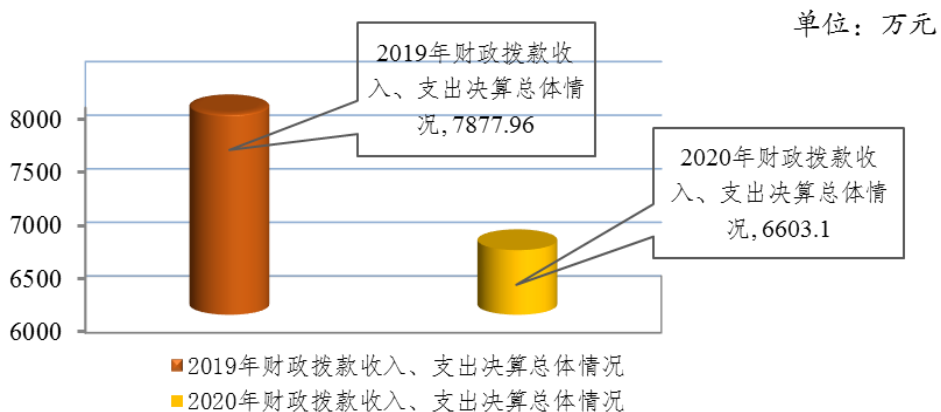 单位：万元
2019年财政拨款收
入、支出决算总体情
况, 7877.96
2020年财政拨款收
入、支出决算总体情
况, 6603.1
8000
7500
7000
6500
6000
2019年财政拨款收入、支出决算总体情况
2020年财政拨款收入、支出决算总体情况